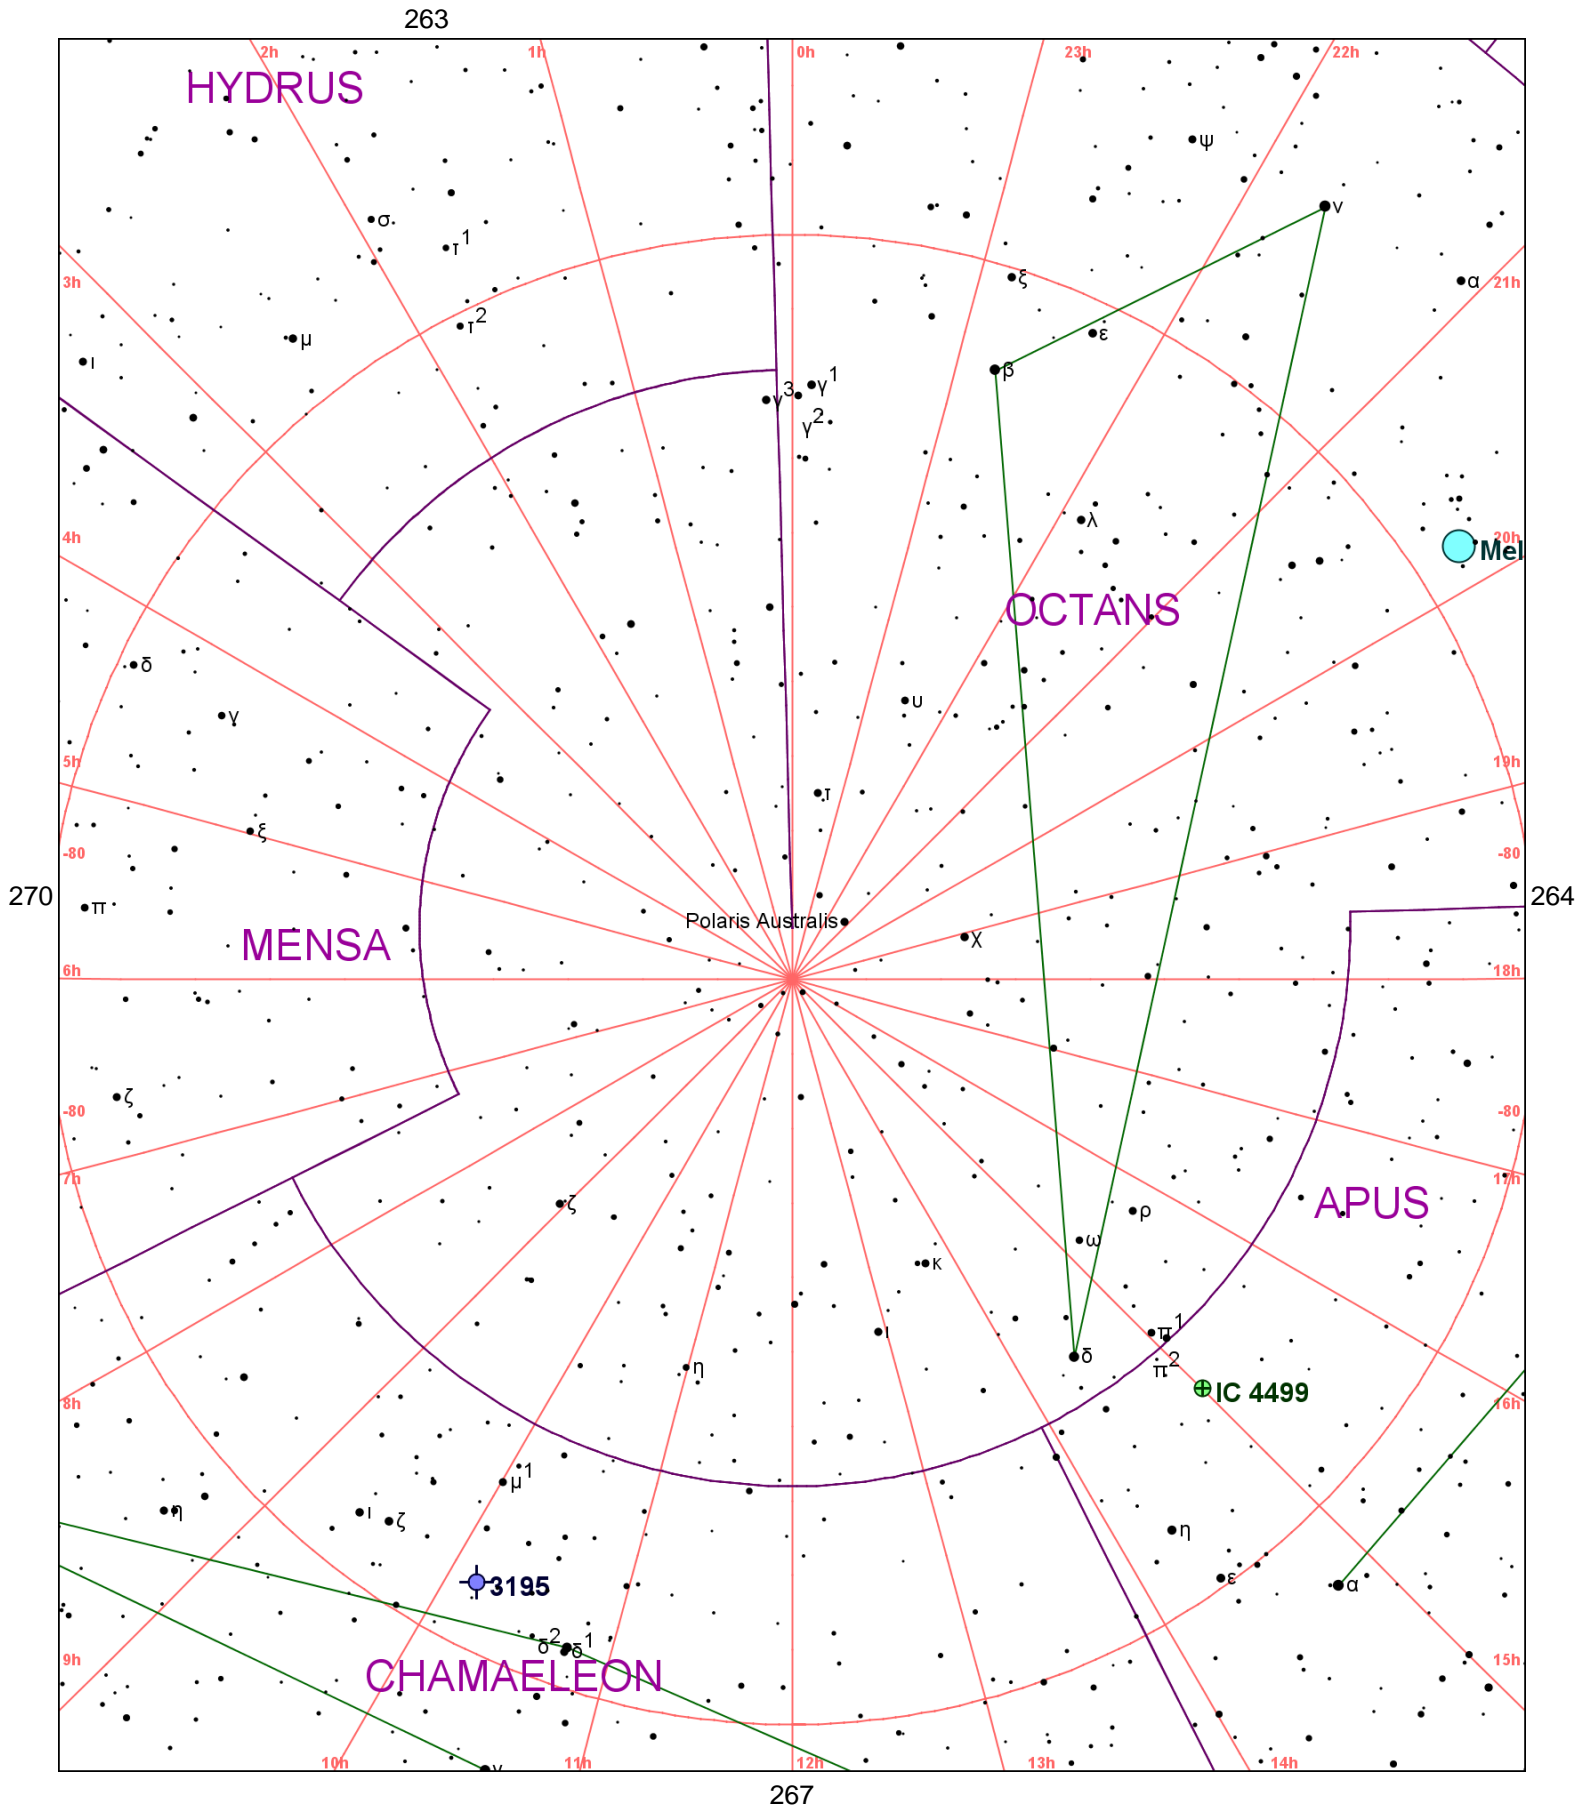 263
2h
1h
0h
23h
22h
HYDRUS
ψ
ν
σ
τ1
ξ
3h
21h
α
τ2
μ
ε
ι
β
γ3
γ1
γ2
λ
4h
20h
Mel
OCTANS
δ
υ
γ
5h
19h
τ
ξ
-80
-80
270
264
π
Polaris Australis
χ
MENSA
6h
18h
ζ
-80
-80
7h
17h
ζ
ρ
APUS
ω
κ
ι
π1
δ
π2
η
IC 4499
8h
16h
μ1
η
ι
ζ
η
3195
ε
α
δ2
δ1
9h
15h
CHAMAELEON
10h
11h
12h
13h
14h
γ
267